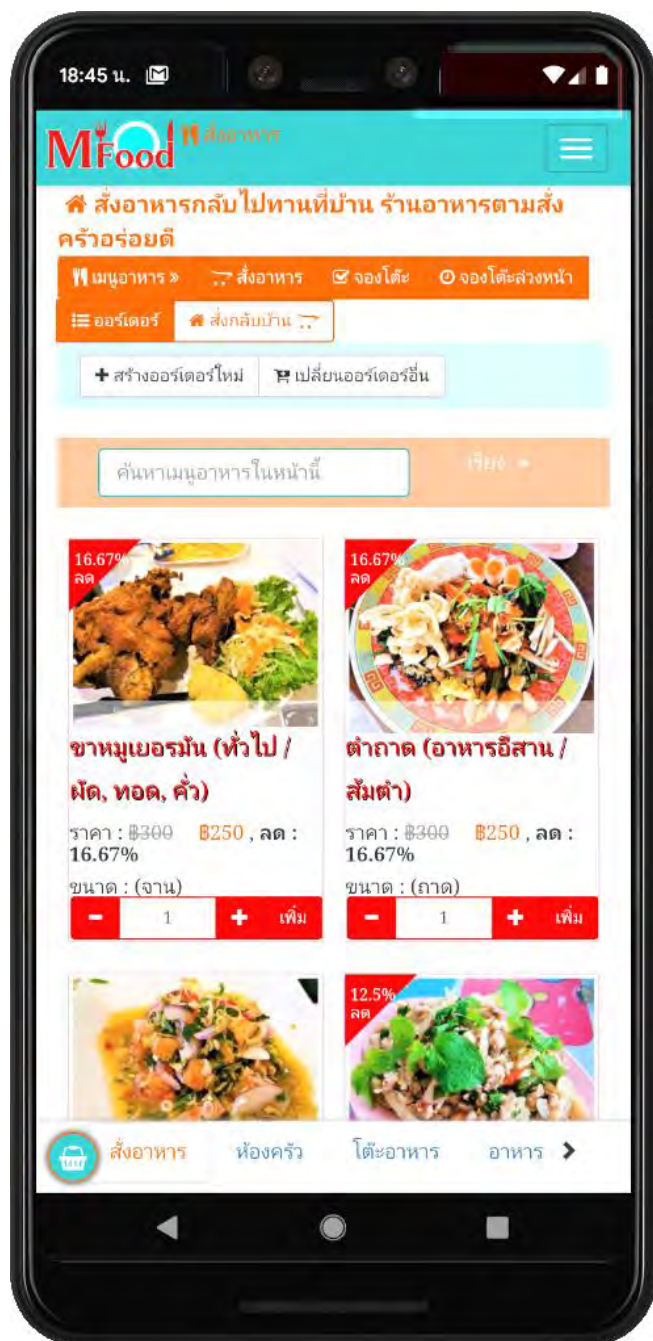 18:45 น.
MFood สั่งอาหาร
สั่งอาหารกลับไปทานที่บ้าน ร้านอาหารตามสั่ง
ครัวอร่อยดี
เมนูอาหาร » สั่งอาหาร จองโต๊ะ จองโต๊ะล่วงหน้า
ออร์เดอร์ สั่งกลับบ้าน
สร้างออร์เดอร์ใหม่ เปลี่ยนออร์เดอร์อื่น
ค้นหาเมนูอาหารในหน้านี้ เรียง
16.67%
ลด
16.67%
ลด
ขาหมูเยอรมัน (ทั่วไป /
ผัด, ทอด, คั่ว)
ราคา : ฿300 ฿250 , ลด :
16.67%
ขนาด : (จาน)
- 1 + เพิ่ม
ตำถาด (อาหารอีสาน /
ส้มตำ)
ราคา : ฿300 ฿250 , ลด :
16.67%
ขนาด : (ถาด)
- 1 + เพิ่ม
12.5%
ลด
สั่งอาหาร ห้องครัว โต๊ะอาหาร อาหาร